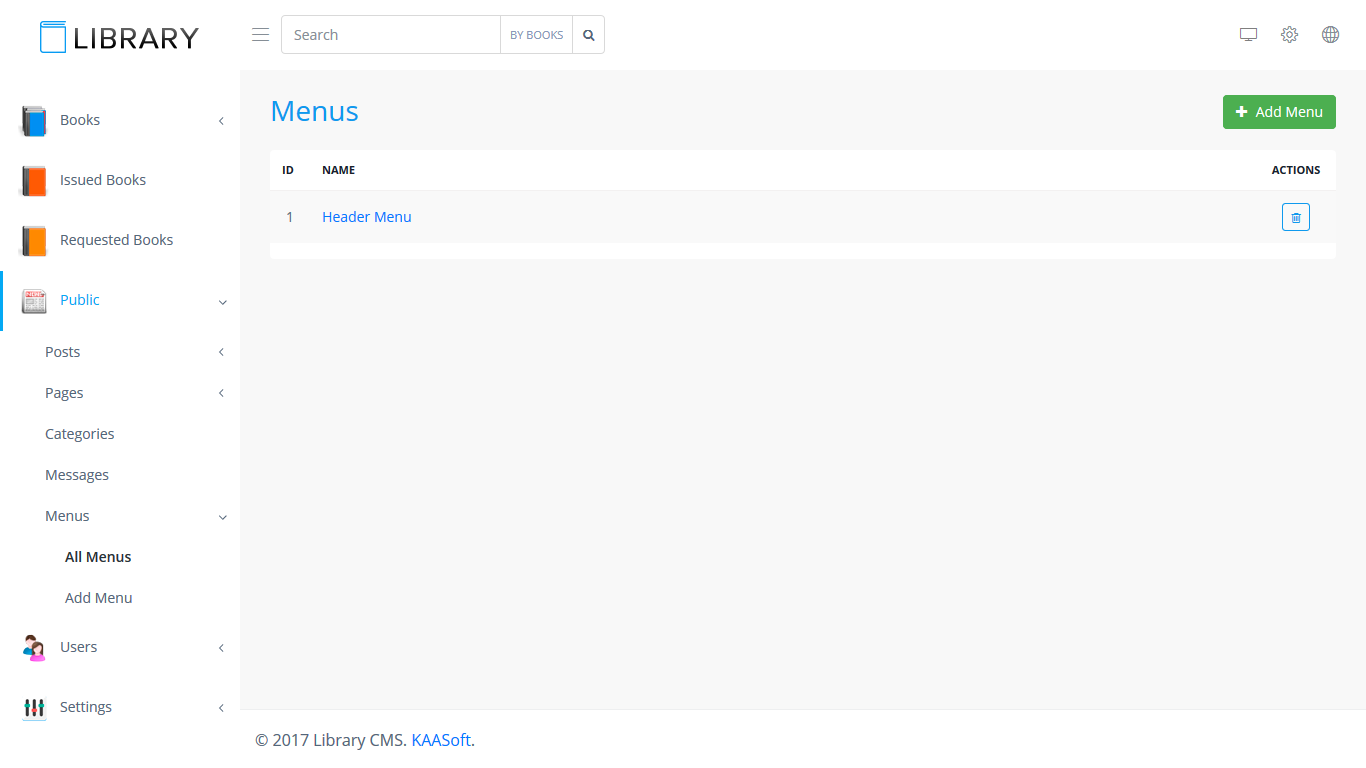 LIBRARY
Search
BY BOOKS
Books
Issued Books
Requested Books
Public
Posts
Pages
Categories
Messages
Menus
All Menus
Add Menu
Users
Settings
Menus
Add Menu
ID NAME ACTIONS
1 Header Menu
© 2017 Library CMS. KAASoft.